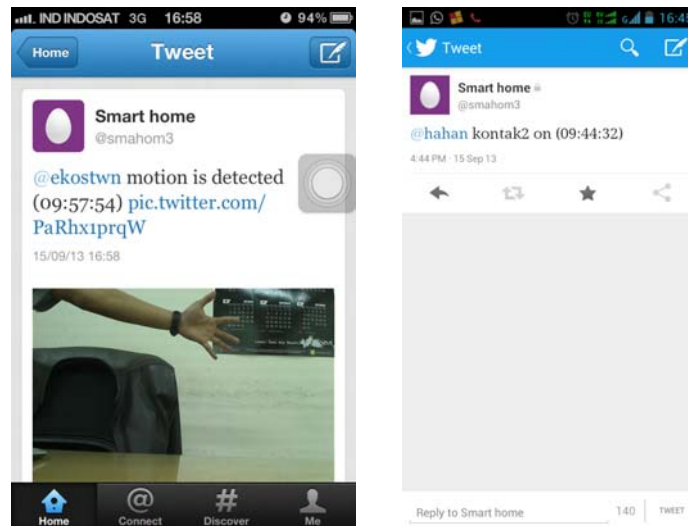 IND INDOSAT 3G 16:58 94%
Home Tweet
Smart home
@smahom3
@ekostwn motion is detected
(09:57:54) pic.twitter.com/
PaRhx1prqW
15/09/13 16:58
Home Connect Discover Me
Tweet
Smart home
@smahom3
@hahan kontak2 on (09:44:32)
4:44 PM · 15 Sep 13
Reply to Smart home 140 TWEET